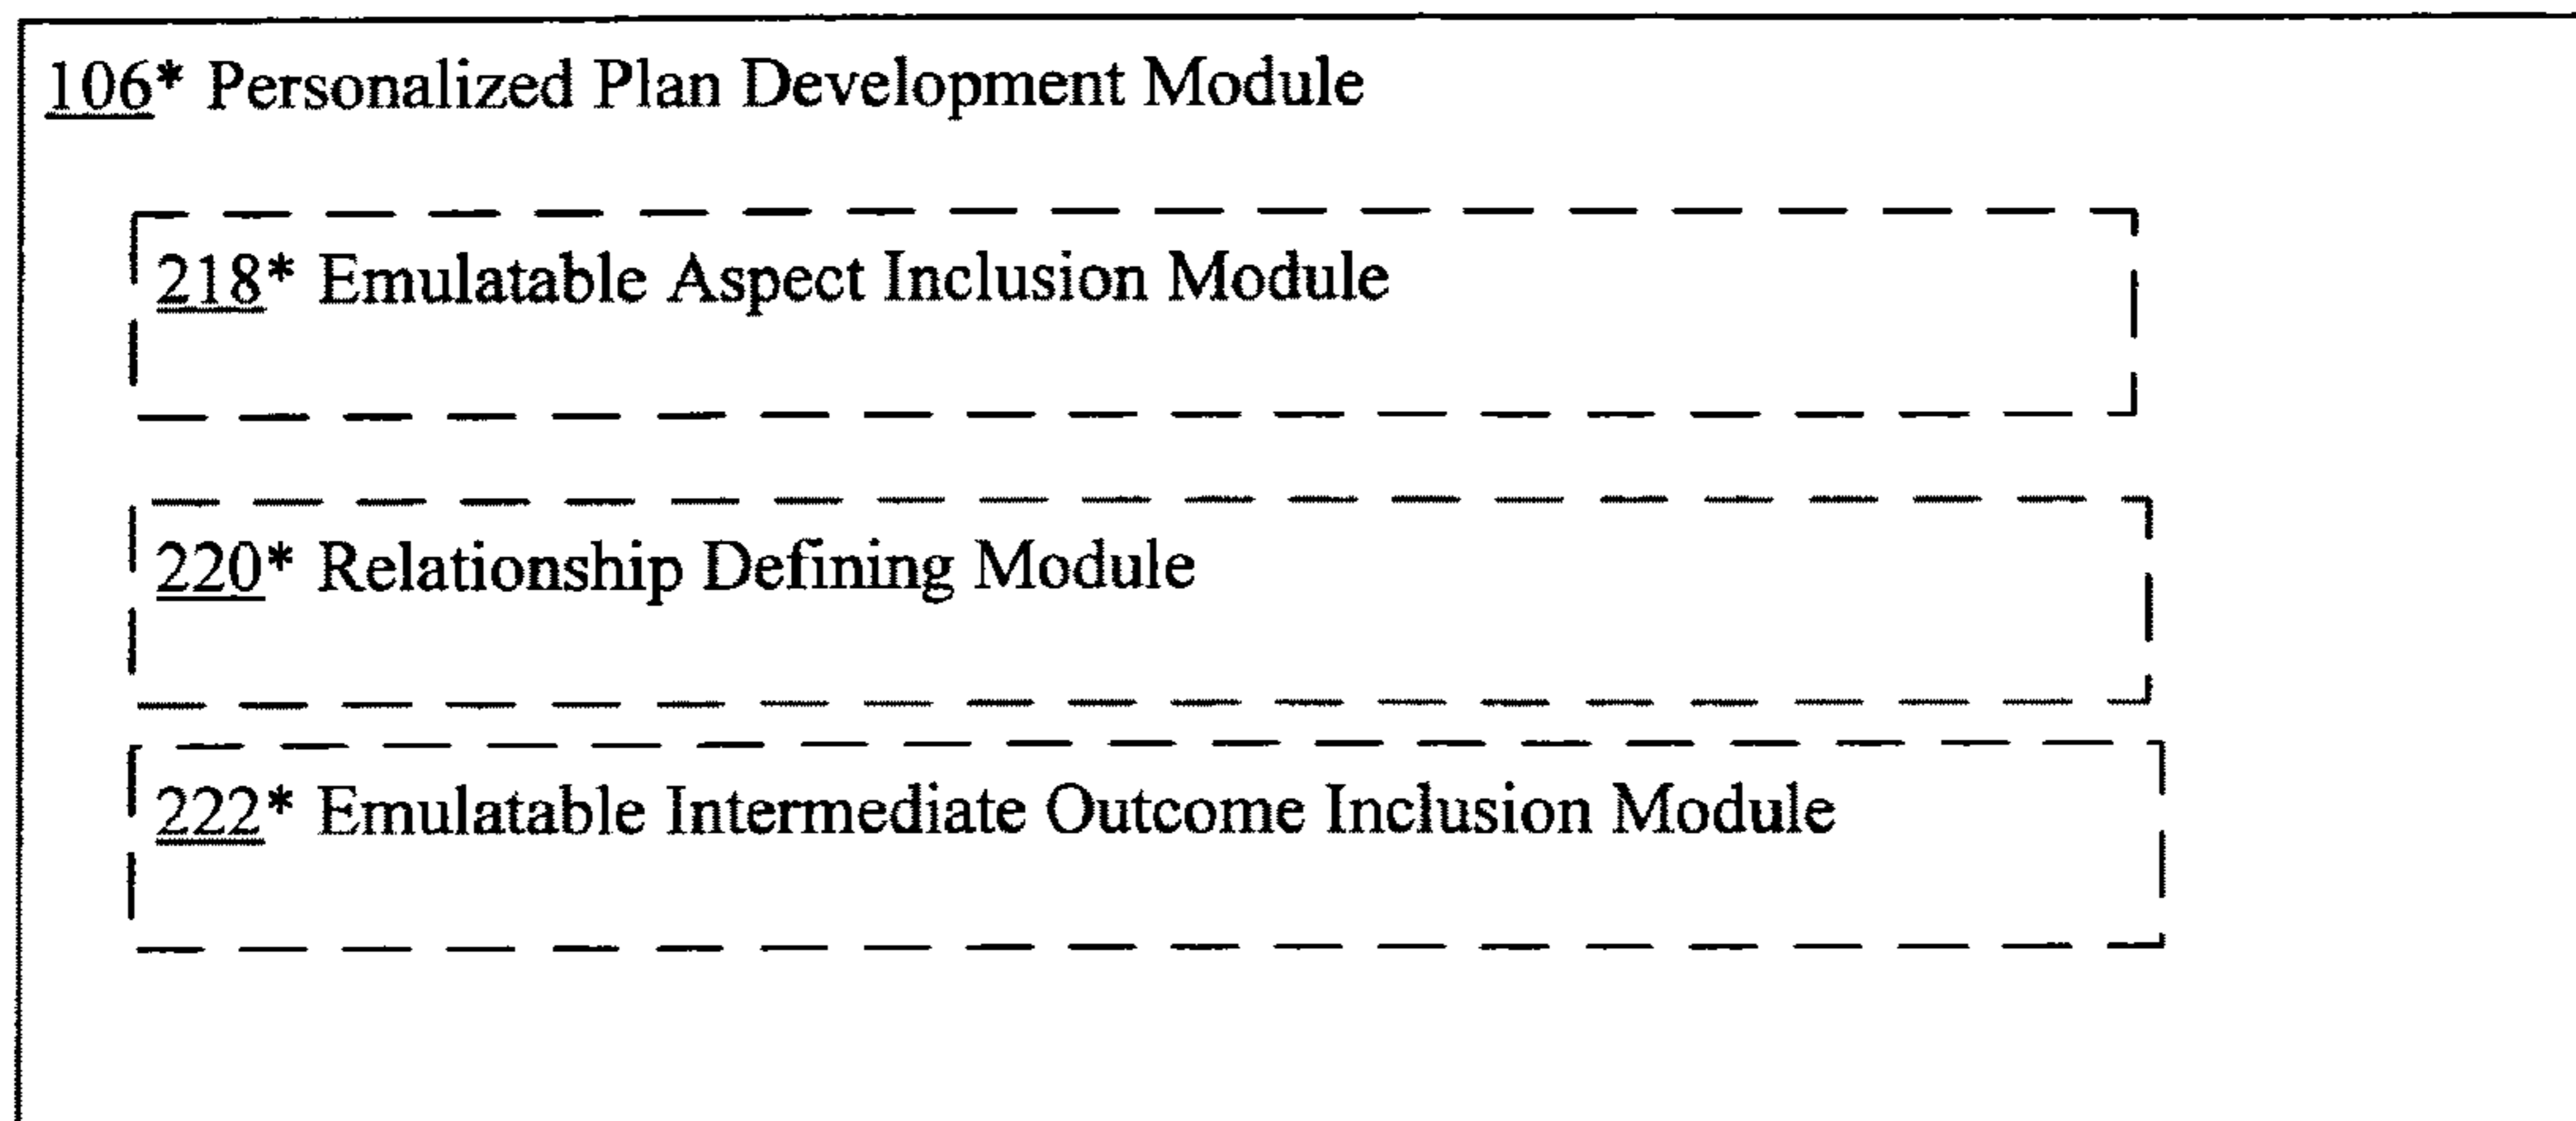 106* Personalized Plan Development Module
218* Emulatable Aspect Inclusion Module
220* Relationship Defining Module
222* Emulatable Intermediate Outcome Inclusion Module